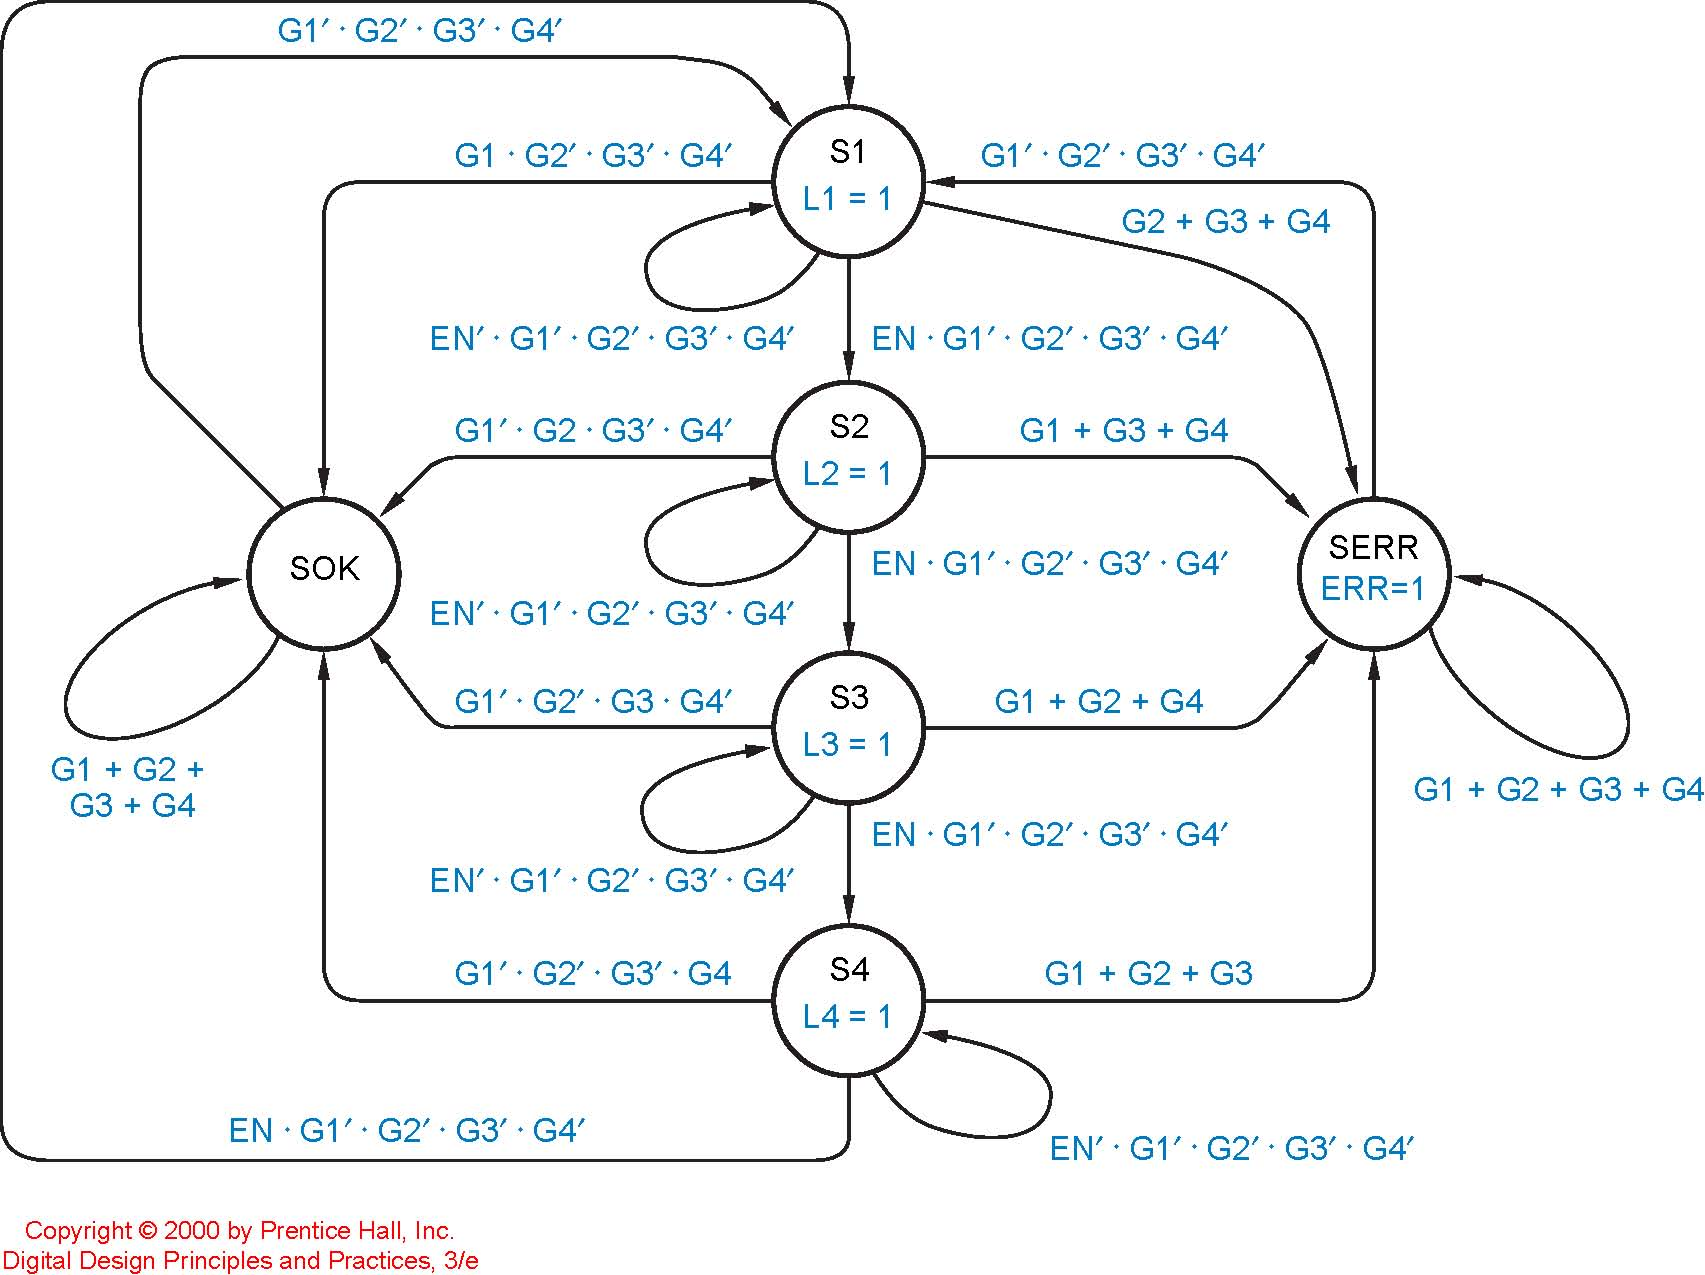 G1′ · G2′ · G3′ · G4′
G1 · G2′ · G3′ · G4′
S1
L1 = 1
G1′ · G2′ · G3′ · G4′
G2 + G3 + G4
EN′ · G1′ · G2′ · G3′ · G4′
EN · G1′ · G2′ · G3′ · G4′
G1′ · G2 · G3′ · G4′
S2
L2 = 1
G1 + G3 + G4
SOK
EN′ · G1′ · G2′ · G3′ · G4′
EN · G1′ · G2′ · G3′ · G4′
SERR
ERR=1
G1′ · G2′ · G3 · G4′
S3
L3 = 1
G1 + G2 + G4
G1 + G2 +
G3 + G4
G1 + G2 + G3 + G4
EN′ · G1′ · G2′ · G3′ · G4′
EN · G1′ · G2′ · G3′ · G4′
G1′ · G2′ · G3′ · G4
S4
L4 = 1
G1 + G2 + G3
EN · G1′ · G2′ · G3′ · G4′
EN′ · G1′ · G2′ · G3′ · G4′
Copyright © 2000 by Prentice Hall, Inc.
Digital Design Principles and Practices, 3/e